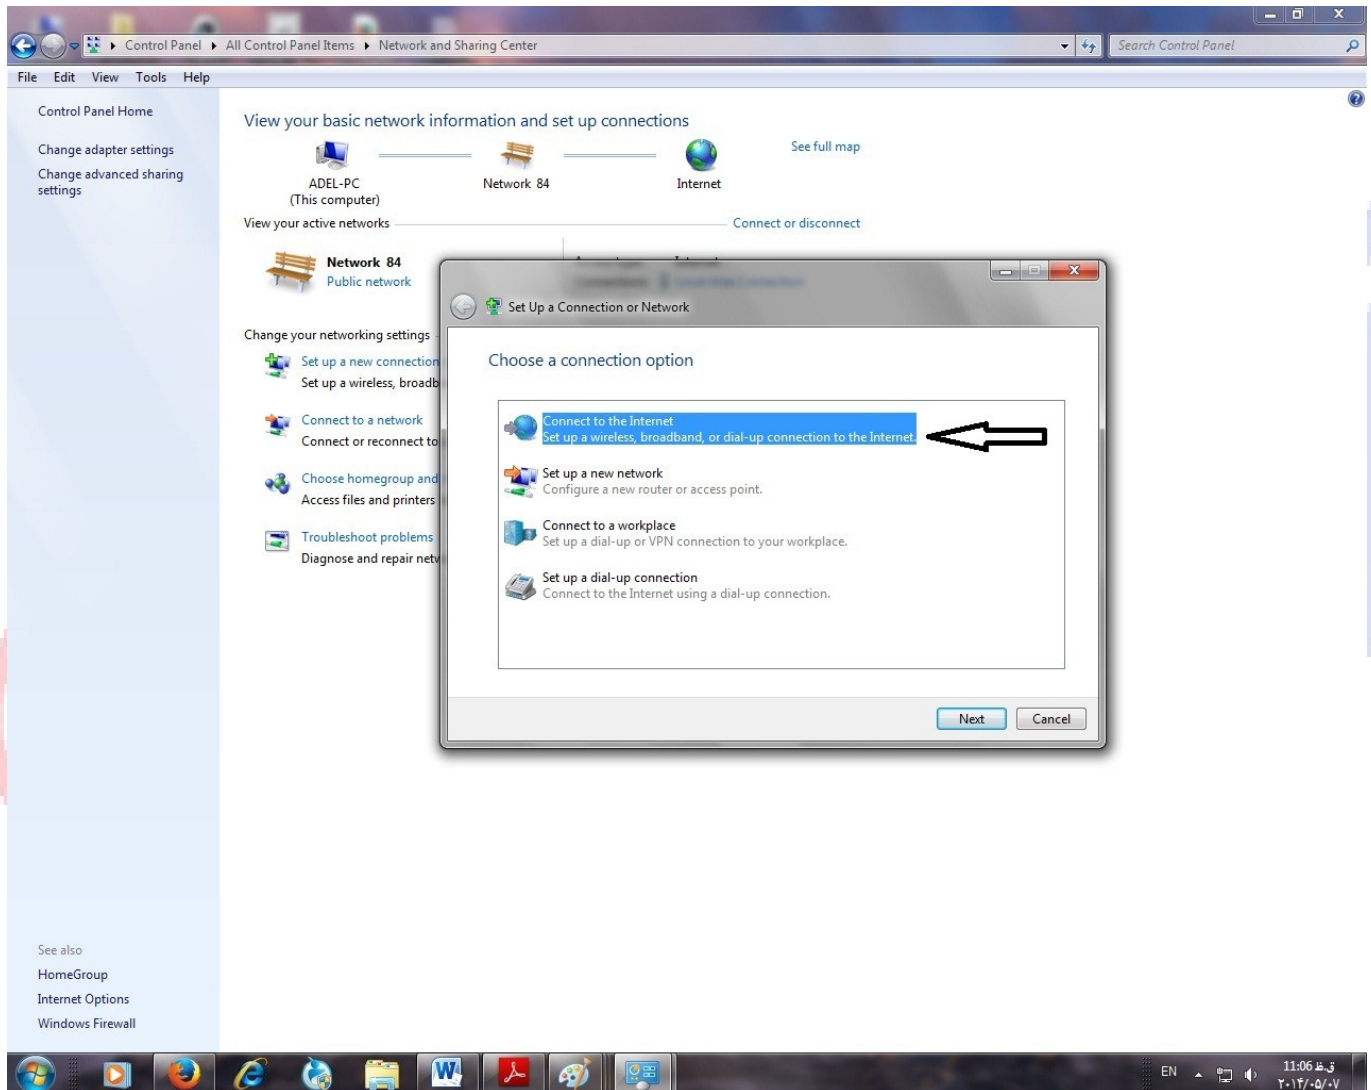 Control Panel All Control Panel Items Network and Sharing Center
Search Control Panel
File Edit View Tools Help
Control Panel Home
Change adapter settings
Change advanced sharing
settings
View your basic network information and set up connections
See full map
ADEL-PC
(This computer)
Network 84
Internet
View your active networks
Connect or disconnect
Network 84
Public network
Change your networking settings
Set up a new connection
Set up a wireless, broadb
Connect to a network
Connect or reconnect to
Choose homegroup and
Access files and printers
Troubleshoot problems
Diagnose and repair netw
Set Up a Connection or Network
Choose a connection option
Connect to the Internet
Set up a wireless, broadband, or dial-up connection to the Internet.
Set up a new network
Configure a new router or access point.
Connect to a workplace
Set up a dial-up or VPN connection to your workplace.
Set up a dial-up connection
Connect to the Internet using a dial-up connection.
Next Cancel
See also
HomeGroup
Internet Options
Windows Firewall
EN
11:06 ق.ظ
۲۰۱۴/۰۵/۰۷